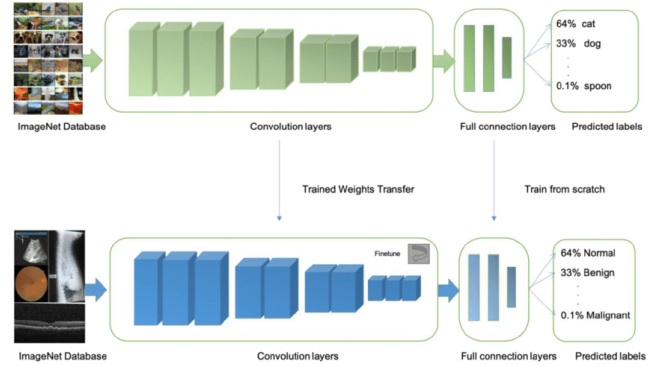 64% cat
33% dog
0.1% spoon
ImageNet Database
Convolution layers
Full connection layers
Predicted labels
Trained Weights Transfer
Train from scratch
Finetune
64% Normal
33% Benign
0.1% Malignant
ImageNet Database
Convolution layers
Full connection layers
Predicted labels